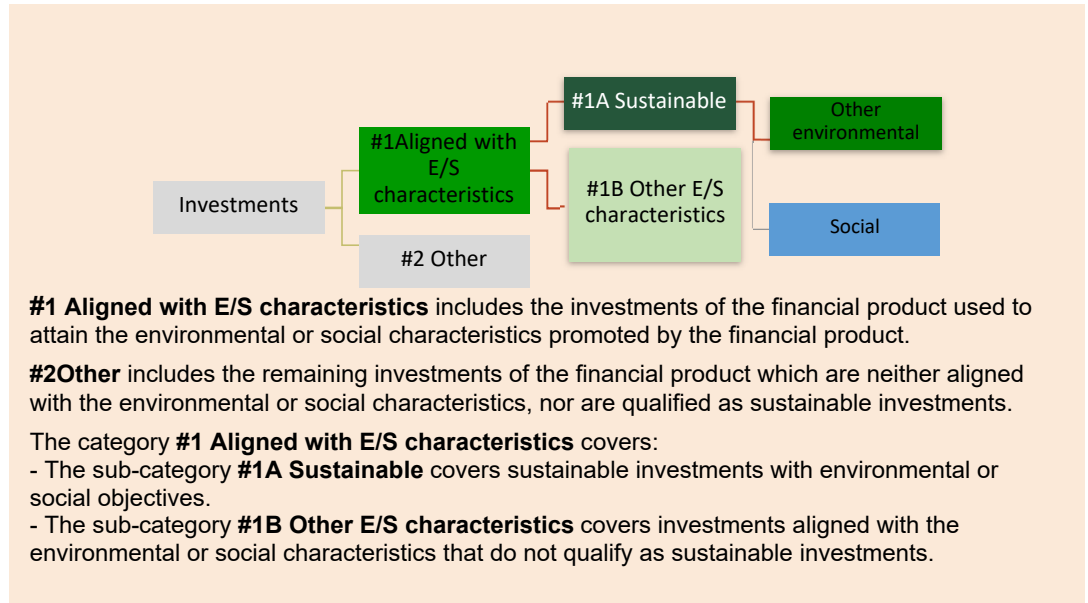 #1A Sustainable
Other
environmental
#1Aligned with
E/S
characteristics
#1B Other E/S
characteristics
Investments
Social
#2 Other
#1 Aligned with E/S characteristics includes the investments of the financial product used to
attain the environmental or social characteristics promoted by the financial product.
#2Other includes the remaining investments of the financial product which are neither aligned
with the environmental or social characteristics, nor are qualified as sustainable investments.
The category #1 Aligned with E/S characteristics covers:
- The sub-category #1A Sustainable covers sustainable investments with environmental or
social objectives.
- The sub-category #1B Other E/S characteristics covers investments aligned with the
environmental or social characteristics that do not qualify as sustainable investments.